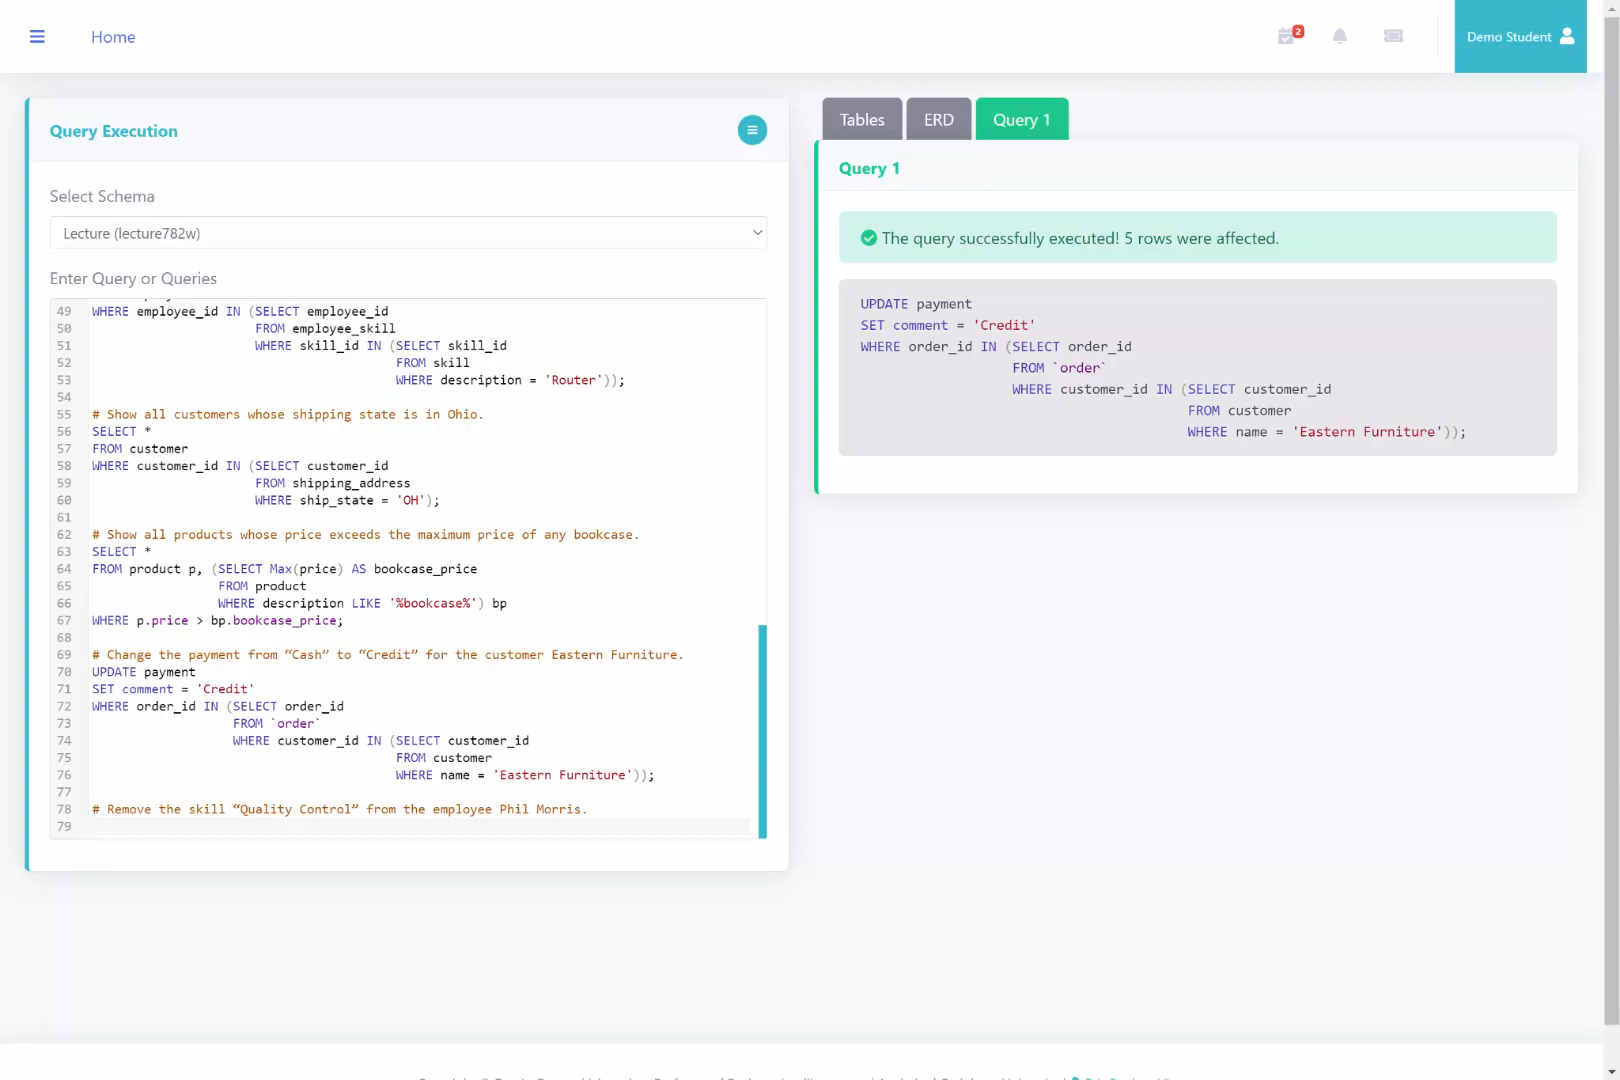 Home
2
Demo Student
Query Execution
Select Schema
Lecture (lecture782w)
Enter Query or Queries
49 WHERE employee_id IN (SELECT employee_id
50 FROM employee_skill
51 WHERE skill_id IN (SELECT skill_id
52 FROM skill
53 WHERE description = 'Router'));
54
55 # Show all customers whose shipping state is in Ohio.
56 SELECT *
57 FROM customer
58 WHERE customer_id IN (SELECT customer_id
59 FROM shipping_address
60 WHERE ship_state = 'OH');
61
62 # Show all products whose price exceeds the maximum price of any bookcase.
63 SELECT *
64 FROM product p, (SELECT Max(price) AS bookcase_price
65 FROM product
66 WHERE description LIKE '%bookcase%') bp
67 WHERE p.price > bp.bookcase_price;
68
69 # Change the payment from “Cash” to “Credit” for the customer Eastern Furniture.
70 UPDATE payment
71 SET comment = 'Credit'
72 WHERE order_id IN (SELECT order_id
73 FROM `order`
74 WHERE customer_id IN (SELECT customer_id
75 FROM customer
76 WHERE name = 'Eastern Furniture'));
77
78 # Remove the skill “Quality Control” from the employee Phil Morris.
79
Tables
ERD
Query 1
Query 1
The query successfully executed! 5 rows were affected.
UPDATE payment
SET comment = 'Credit'
WHERE order_id IN (SELECT order_id
FROM `order`
WHERE customer_id IN (SELECT customer_id
FROM customer
WHERE name = 'Eastern Furniture'));